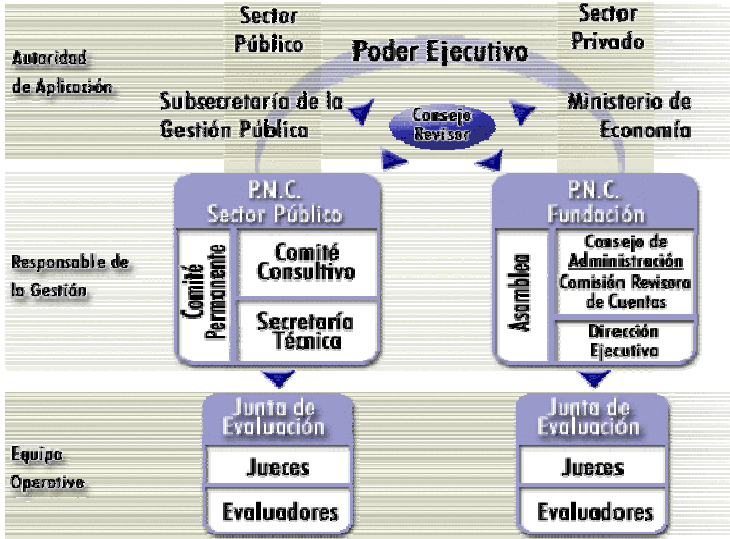 Sector
Público
Sector
Privado
Poder Ejecutivo
Autoridad
de Aplicación
Subsecretaría de la
Gestión Pública
Consejo
Revisor
Ministerio de
Economía
P.N.C.
Sector Público
P.N.C.
Fundación
Responsable de
la Gestión
Comité
Permanente
Comité
Consultivo
Secretaría
Técnica
Asamblea
Consejo de
Administración
Comisión Revisora
de Cuentas
Dirección
Ejecutiva
Junta de
Evaluación
Junta de
Evaluación
Equipo
Operativo
Jueces
Evaluadores
Jueces
Evaluadores